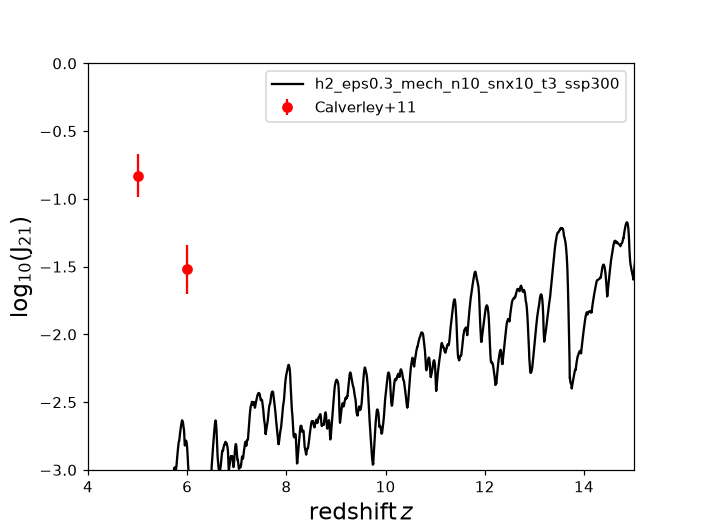 0.0
h2_eps0.3_mech_n10_snx10_t3_ssp300
Calverley+11
−0.5
−1.0
−1.5
−2.0
−2.5
−3.0
log₁₀(J₂₁)
4 6 8 10 12 14
redshift z